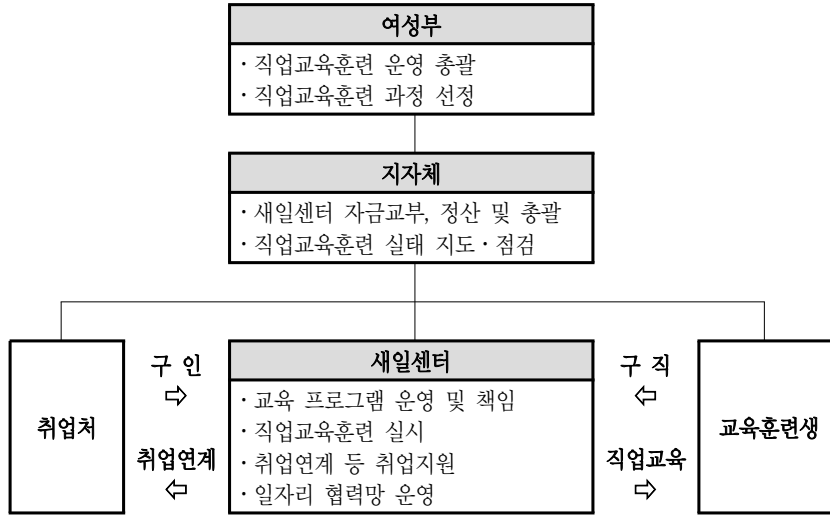 여성부
· 직업교육훈련 운영 총괄
· 직업교육훈련 과정 선정
지자체
· 새일센터 자금교부, 정산 및 총괄
· 직업교육훈련 실태 지도 · 점검
취업처
구 인
⇨
취업연계
⇦
새일센터
· 교육 프로그램 운영 및 책임
· 직업교육훈련 실시
· 취업연계 등 취업지원
· 일자리 협력망 운영
구 직
⇦
직업교육
⇨
교육훈련생